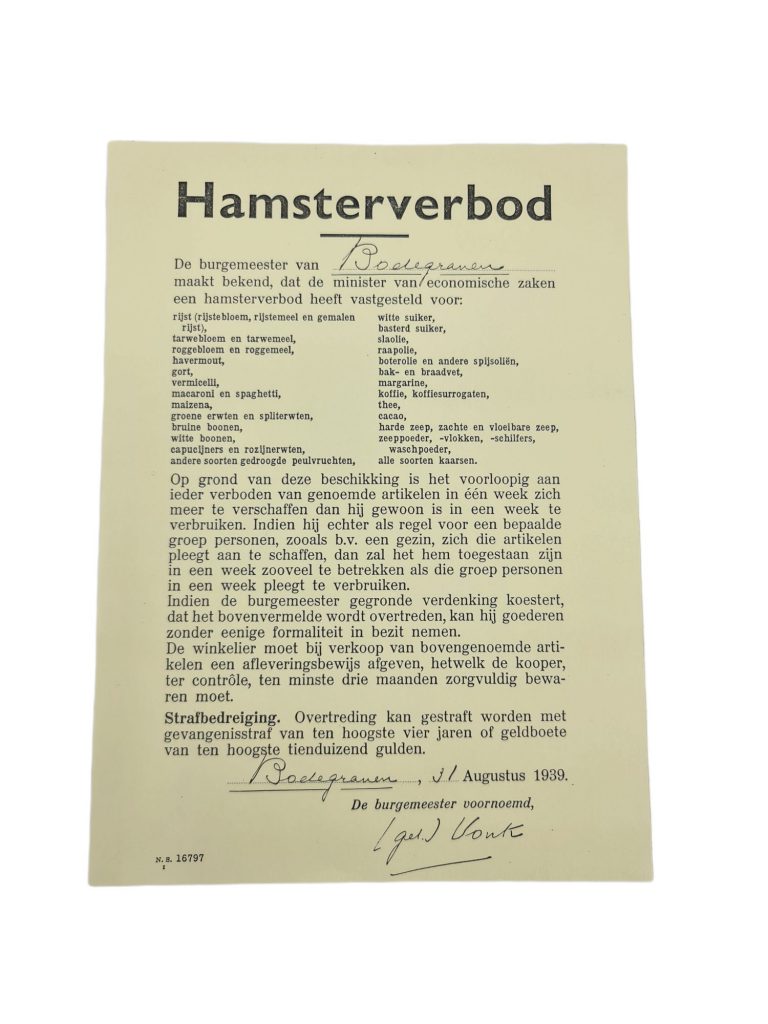 Hamsterverbod
De burgemeester van Bodegraven
maakt bekend, dat de minister van economische zaken
een hamsterverbod heeft vastgesteld voor:
rijst (rijstebloem, rijstemeel en gemalen
rijst),
tarwebloem en tarwemeel,
roggebloem en roggemeel,
havermout,
gort,
vermicelli,
macaroni en spaghetti,
maizena,
groene erwten en spliterwten,
bruine boonen,
witte boonen,
capucijners en rozijnerwten,
andere soorten gedroogde peulvruchten,
witte suiker,
basterd suiker,
slaolie,
raapolie,
boterolie en andere spijsoliën,
bak- en braadvet,
margarine,
koffie, koffiesurrogaten,
thee,
cacao,
harde zeep, zachte en vloeibare zeep,
zeeppoeder, -vlokken, -schilfers,
waschpoeder,
alle soorten kaarsen.
Op grond van deze beschikking is het voorloopig aan
ieder verboden van genoemde artikelen in één week zich
meer te verschaffen dan hij gewoon is in een week te
verbruiken. Indien hij echter als regel voor een bepaalde
groep personen, zooals b.v. een gezin, zich die artikelen
pleegt aan te schaffen, dan zal het hem toegestaan zijn
in een week zooveel te betrekken als die groep personen
in een week pleegt te verbruiken.
Indien de burgemeester gegronde verdenking koestert,
dat het bovenvermelde wordt overtreden, kan hij goederen
zonder eenige formaliteit in bezit nemen.
De winkelier moet bij verkoop van bovengenoemde arti-
kelen een afleveringsbewijs afgeven, hetwelk de kooper,
ter contrôle, ten minste drie maanden zorgvuldig bewa-
ren moet.
Strafbedreiging. Overtreding kan gestraft worden met
gevangenisstraf van ten hoogste vier jaren of geldboete
van ten hoogste tienduizend gulden.
Bodegraven, 31 Augustus 1939.
De burgemeester voornoemd,
(get.) Vonk
N.S. 16797
1